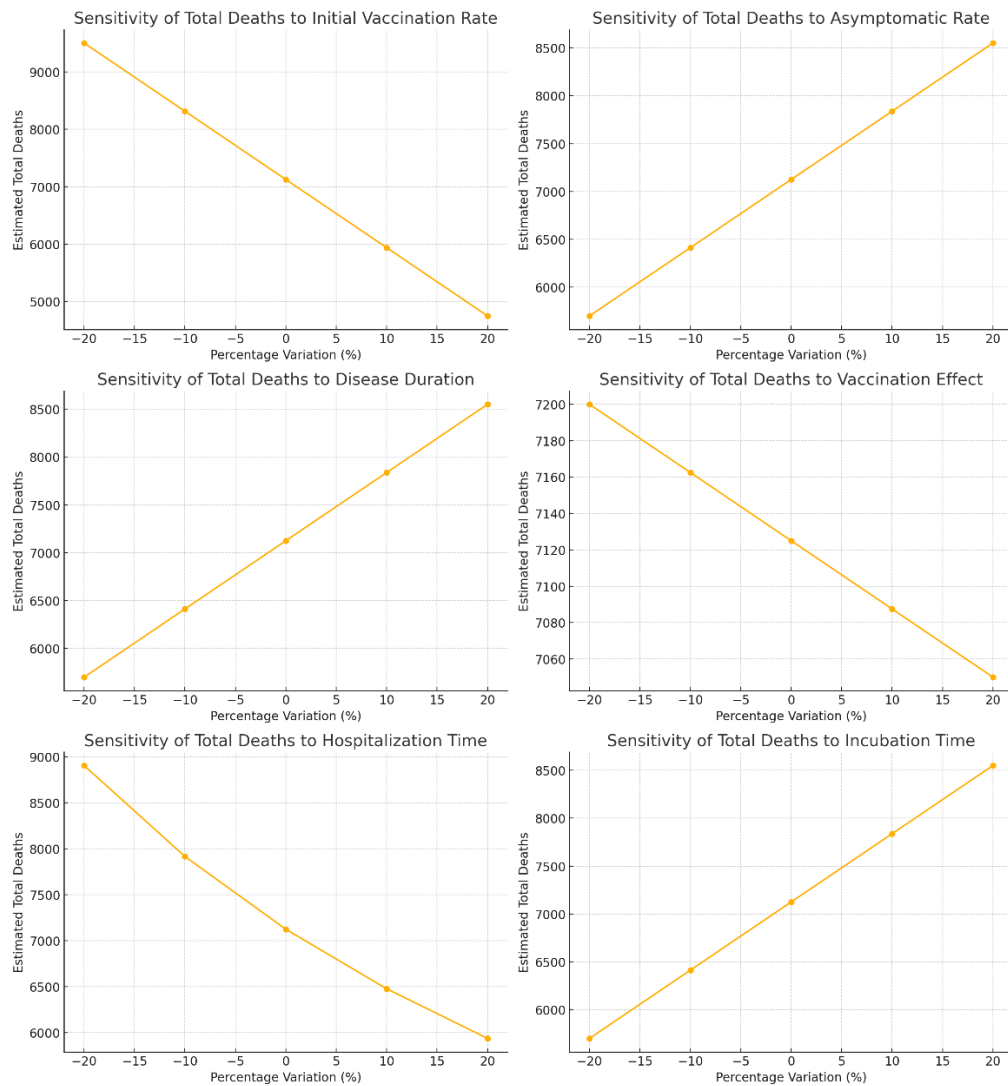 Sensitivity of Total Deaths to Initial Vaccination Rate
Estimated Total Deaths
9000
8000
7000
6000
5000
−20 −15 −10 −5 0 5 10 15 20
Percentage Variation (%)
Sensitivity of Total Deaths to Asymptomatic Rate
Estimated Total Deaths
8500
8000
7500
7000
6500
6000
−20 −15 −10 −5 0 5 10 15 20
Percentage Variation (%)
Sensitivity of Total Deaths to Disease Duration
Estimated Total Deaths
8500
8000
7500
7000
6500
6000
−20 −15 −10 −5 0 5 10 15 20
Percentage Variation (%)
Sensitivity of Total Deaths to Vaccination Effect
Estimated Total Deaths
7200
7180
7160
7140
7120
7100
7080
7060
−20 −15 −10 −5 0 5 10 15 20
Percentage Variation (%)
Sensitivity of Total Deaths to Hospitalization Time
Estimated Total Deaths
9000
8500
8000
7500
7000
6500
6000
−20 −15 −10 −5 0 5 10 15 20
Percentage Variation (%)
Sensitivity of Total Deaths to Incubation Time
Estimated Total Deaths
8500
8000
7500
7000
6500
6000
−20 −15 −10 −5 0 5 10 15 20
Percentage Variation (%)